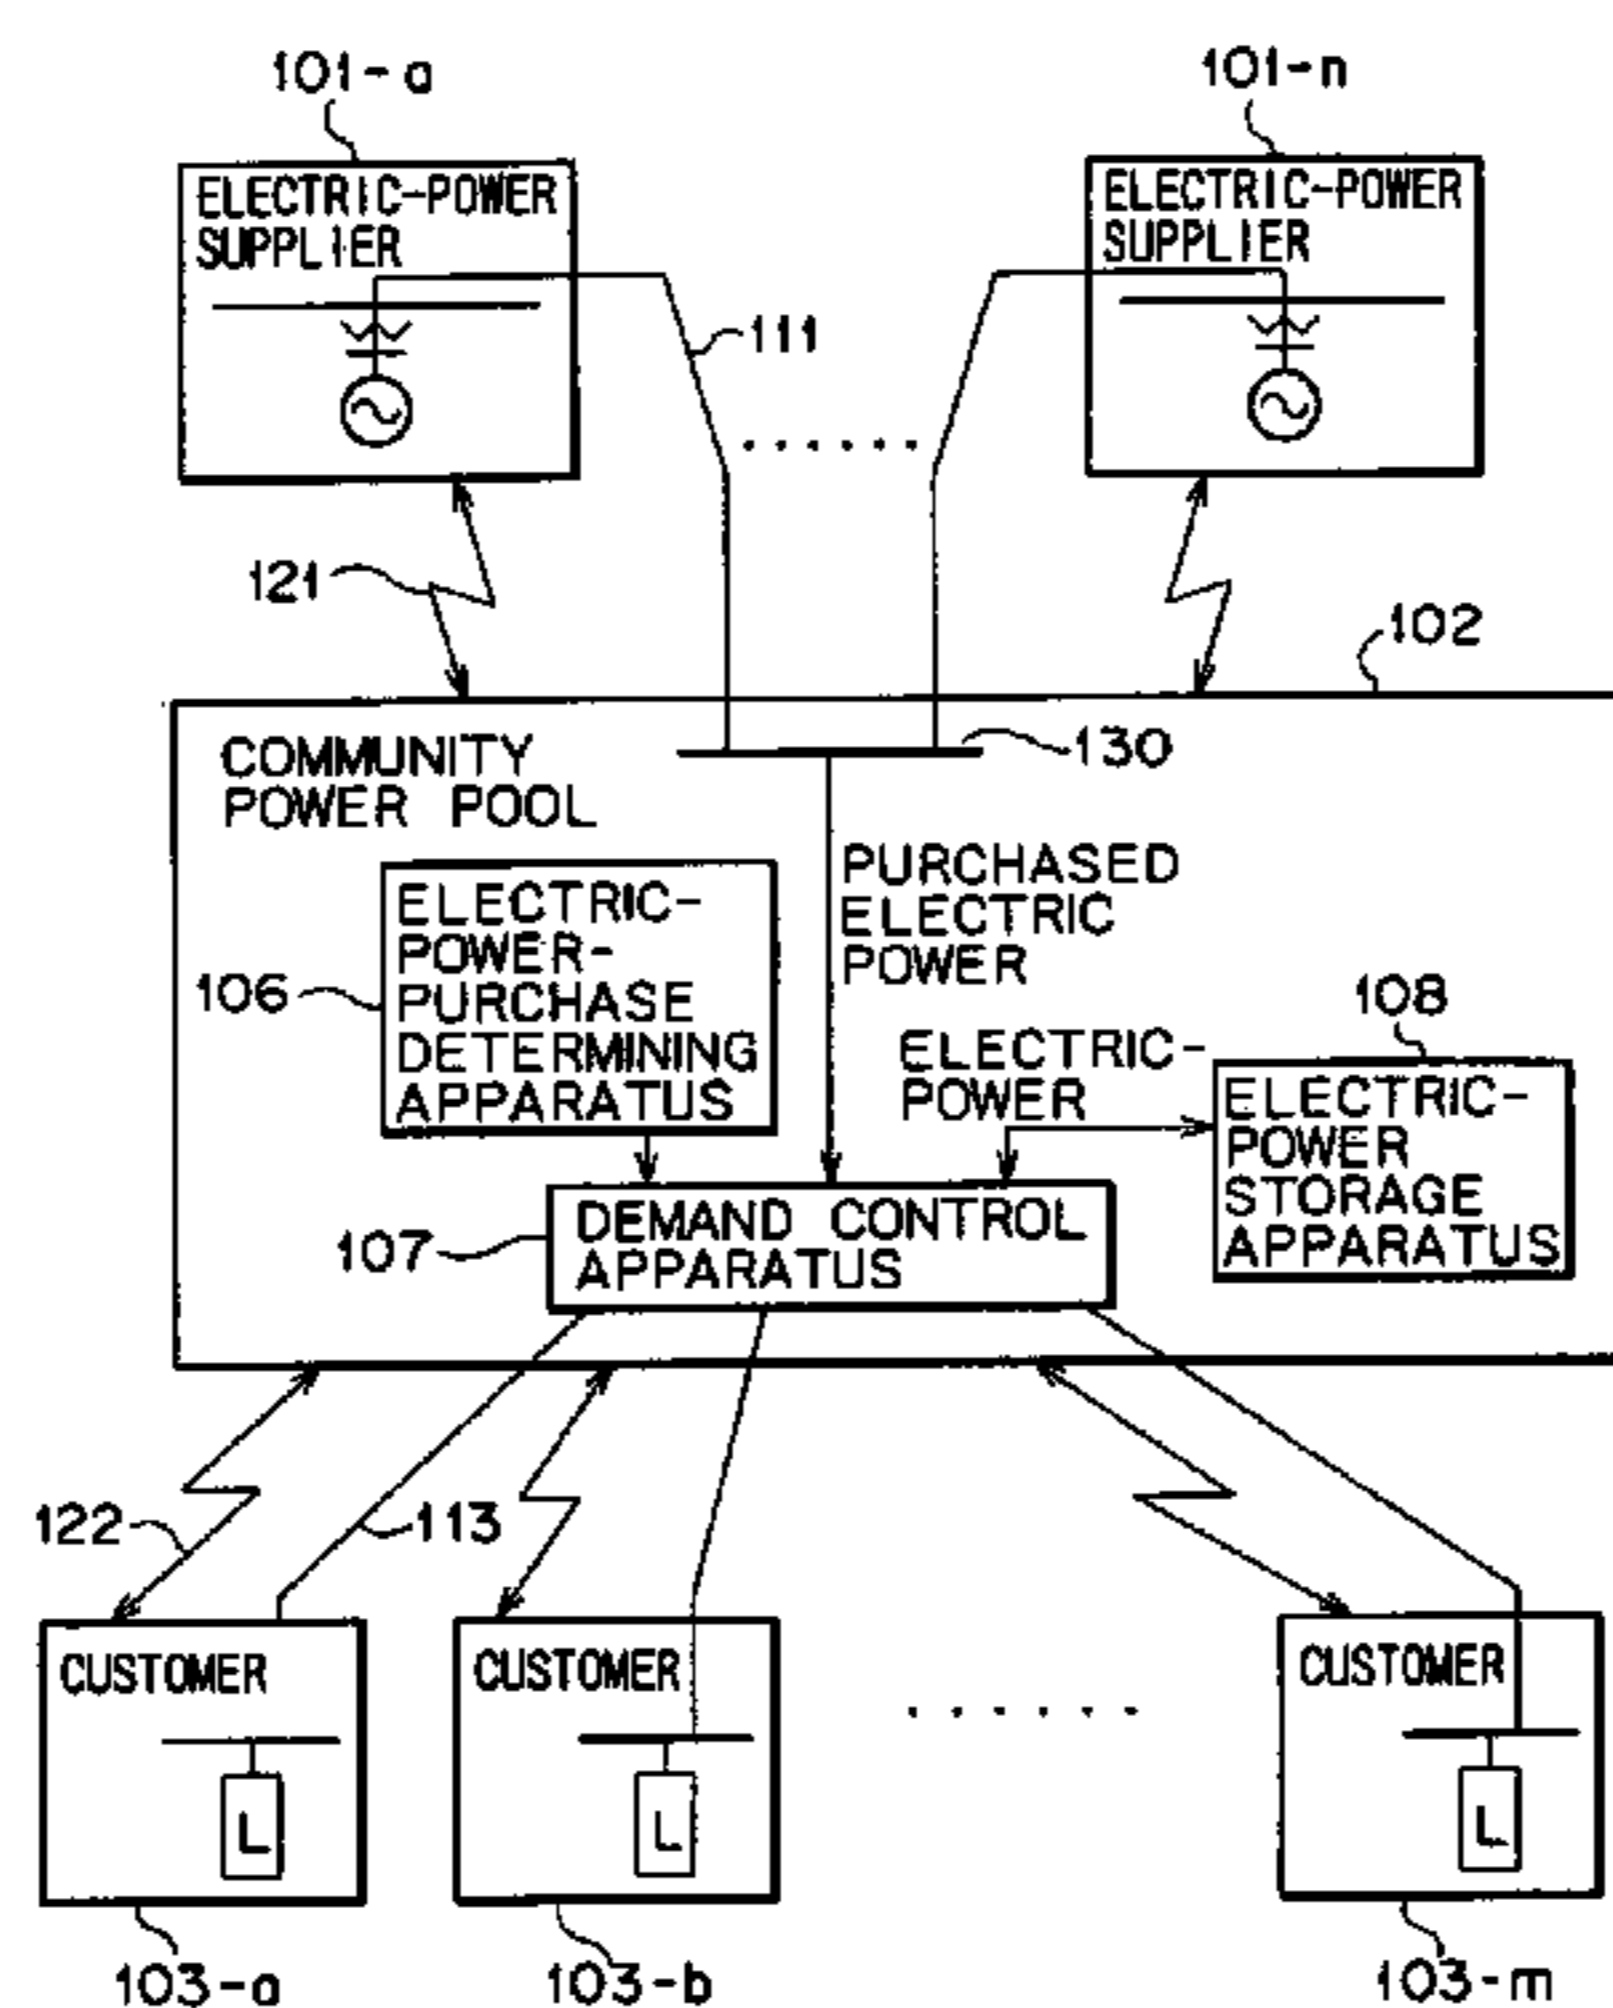 101-a
101-n
ELECTRIC-POWER
SUPPLIER
ELECTRIC-POWER
SUPPLIER
111
121
102
COMMUNITY
POWER POOL
130
PURCHASED
ELECTRIC
POWER
ELECTRIC-
POWER-
PURCHASE
DETERMINING
APPARATUS
106
108
ELECTRIC-
POWER
ELECTRIC-
POWER
STORAGE
APPARATUS
107
DEMAND CONTROL
APPARATUS
122
113
CUSTOMER
L
CUSTOMER
L
CUSTOMER
L
103-a
103-b
103-m